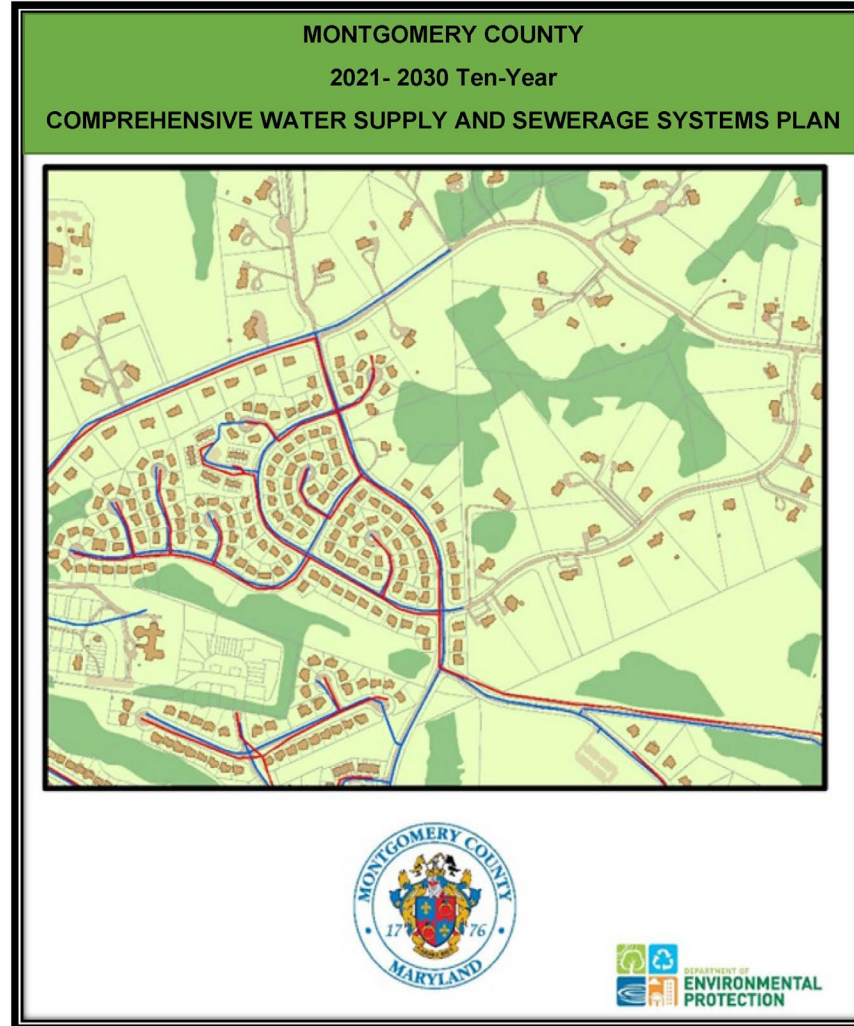 MONTGOMERY COUNTY
2021- 2030 Ten-Year
COMPREHENSIVE WATER SUPPLY AND SEWERAGE SYSTEMS PLAN
MONTGOMERY COUNTY
17 76
MARYLAND
DEPARTMENT OF
ENVIRONMENTAL
PROTECTION